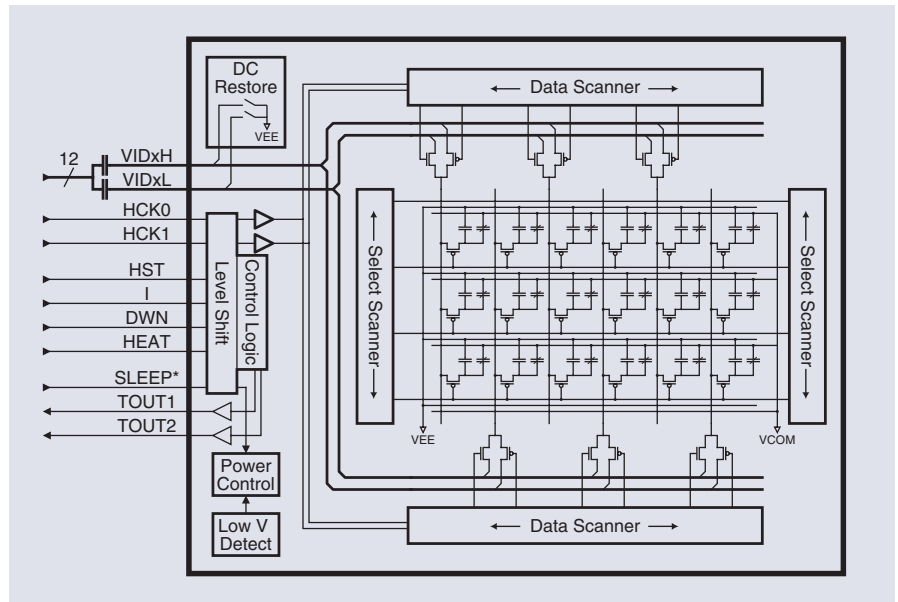 DC
Restore
VEE
Data Scanner
12
VIDxH
VIDxL
HCK0
HCK1
HST
I
DWN
HEAT
SLEEP*
TOUT1
TOUT2
Level Shift
Control Logic
Select Scanner
Select Scanner
VEE
VCOM
Power
Control
Low V
Detect
Data Scanner